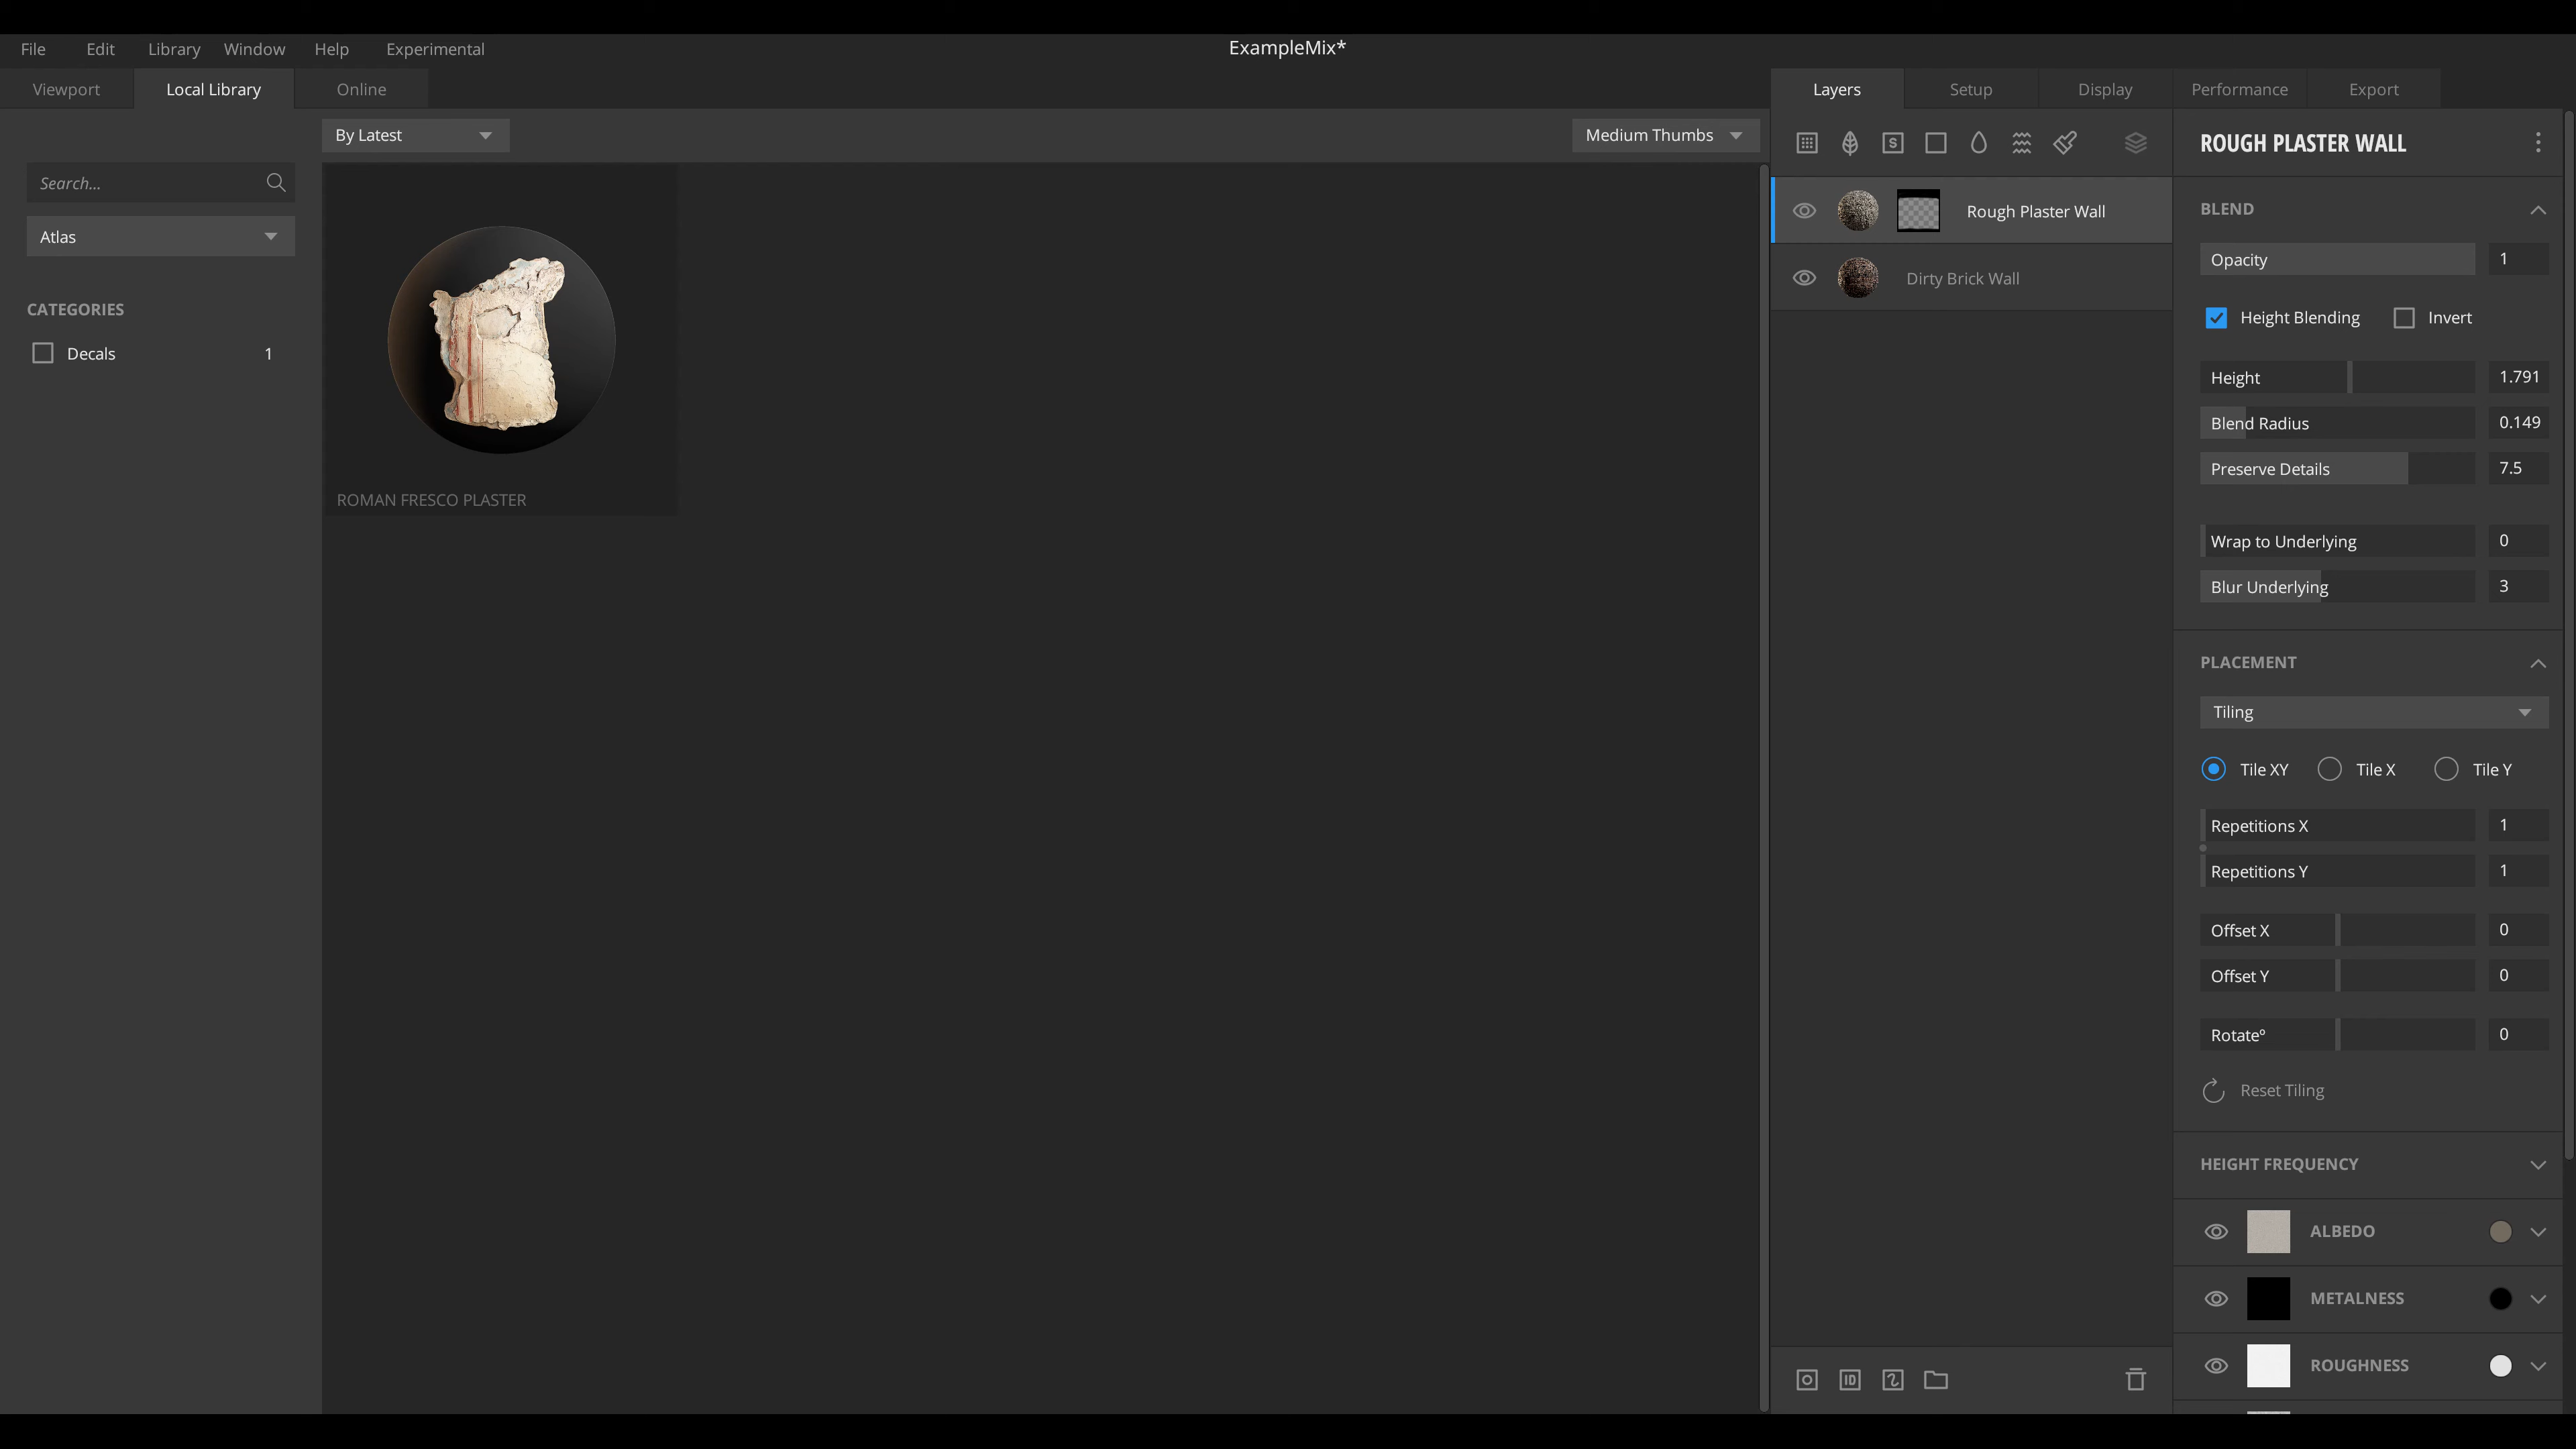 File Edit Library Window Help Experimental
ExampleMix*
Viewport Local Library Online
Layers Setup Display Performance Export
By Latest
Medium Thumbs
Search...
Atlas
CATEGORIES
Decals 1
ROMAN FRESCO PLASTER
S
Rough Plaster Wall
Dirty Brick Wall
ID
ROUGH PLASTER WALL
BLEND
Opacity 1
Height Blending Invert
Height 1.791
Blend Radius 0.149
Preserve Details 7.5
Wrap to Underlying 0
Blur Underlying 3
PLACEMENT
Tiling
Tile XY Tile X Tile Y
Repetitions X 1
Repetitions Y 1
Offset X 0
Offset Y 0
Rotateº 0
Reset Tiling
HEIGHT FREQUENCY
ALBEDO
METALNESS
ROUGHNESS